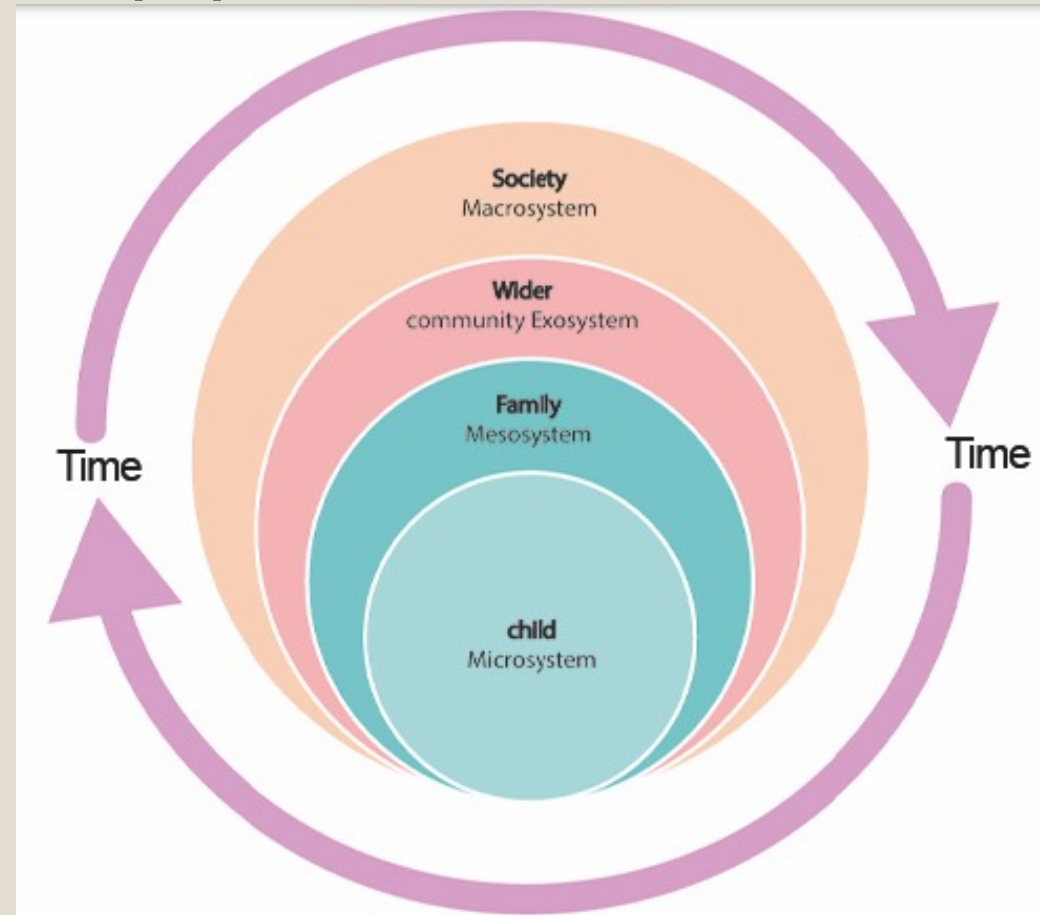 Society
Macrosystem
Wider
community Exosystem
Family
Mesosystem
Time
Time
child
Microsystem